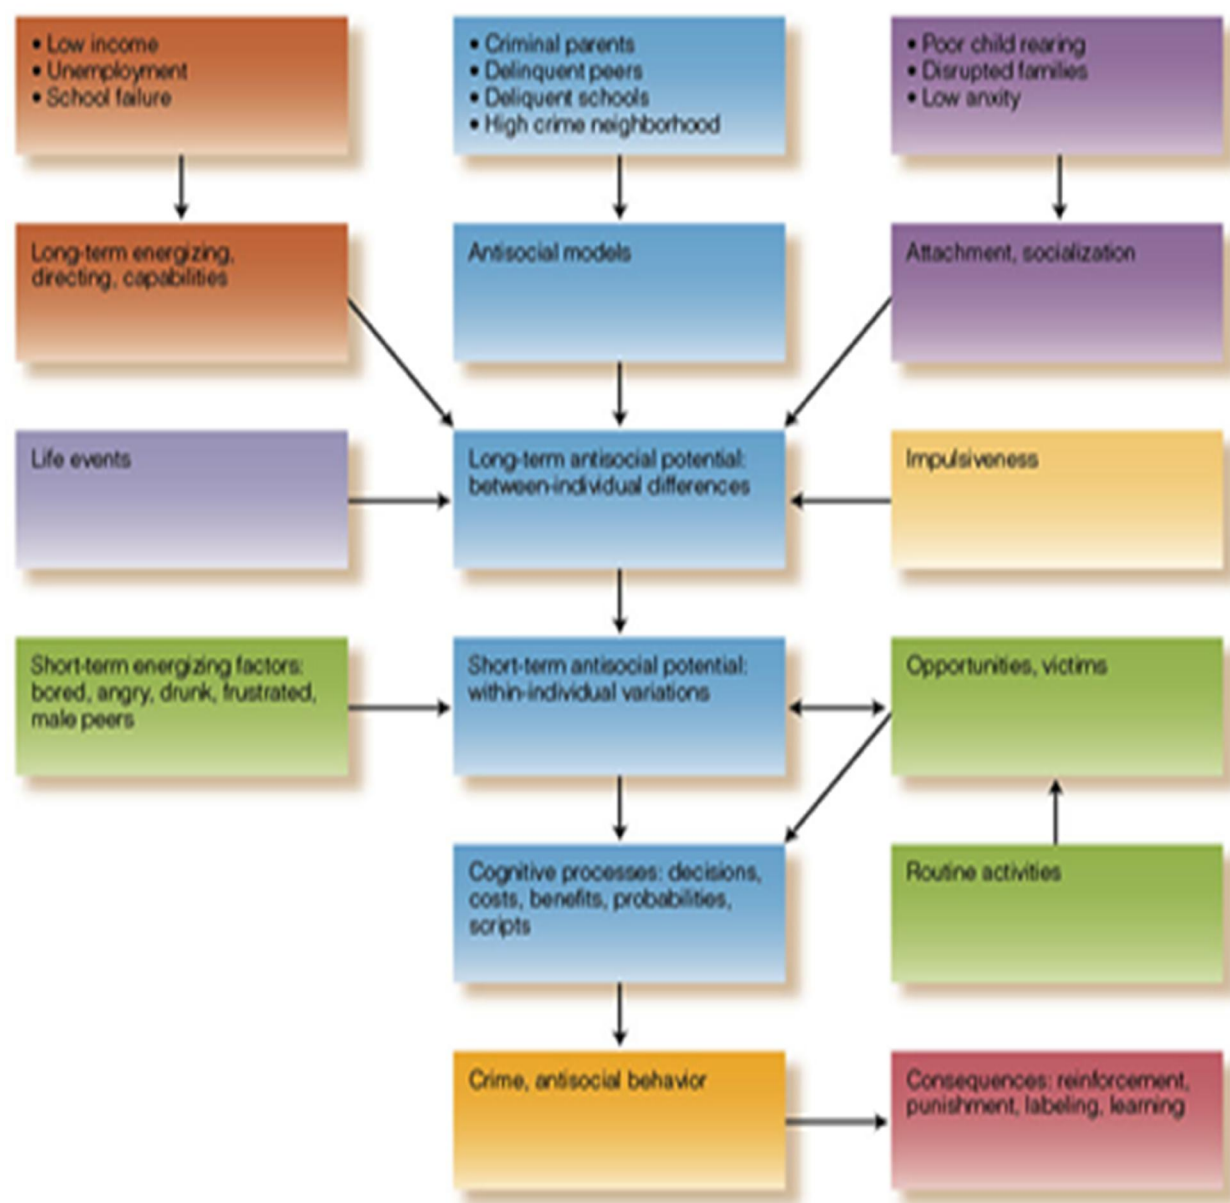 • Low income
• Unemployment
• School failure
• Criminal parents
• Delinquent peers
• Deliquent schools
• High crime neighborhood
• Poor child rearing
• Disrupted families
• Low anxity
Long-term energizing,
directing, capabilities
Antisocial models
Attachment, socialization
Life events
Long-term antisocial potential:
between-individual differences
Impulsiveness
Short-term energizing factors:
bored, angry, drunk, frustrated,
male peers
Short-term antisocial potential:
within-individual variations
Opportunities, victims
Cognitive processes: decisions,
costs, benefits, probabilities,
scripts
Routine activities
Crime, antisocial behavior
Consequences: reinforcement,
punishment, labeling, learning